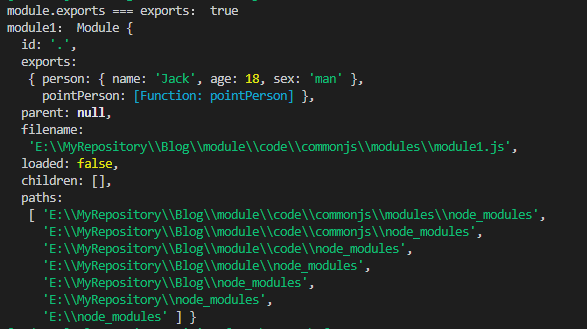 module.exports === exports:  true
module1:  Module {
  id: '.',
  exports:
   { person: { name: 'Jack', age: 18, sex: 'man' },
     pointPerson: [Function: pointPerson] },
  parent: null,
  filename:
   'E:\\MyRepository\\Blog\\module\\code\\commonjs\\modules\\module1.js',
  loaded: false,
  children: [],
  paths:
   [ 'E:\\MyRepository\\Blog\\module\\code\\commonjs\\modules\\node_modules',
     'E:\\MyRepository\\Blog\\module\\code\\commonjs\\node_modules',
     'E:\\MyRepository\\Blog\\module\\code\\node_modules',
     'E:\\MyRepository\\Blog\\module\\node_modules',
     'E:\\MyRepository\\Blog\\node_modules',
     'E:\\MyRepository\\node_modules',
     'E:\\node_modules' ] }